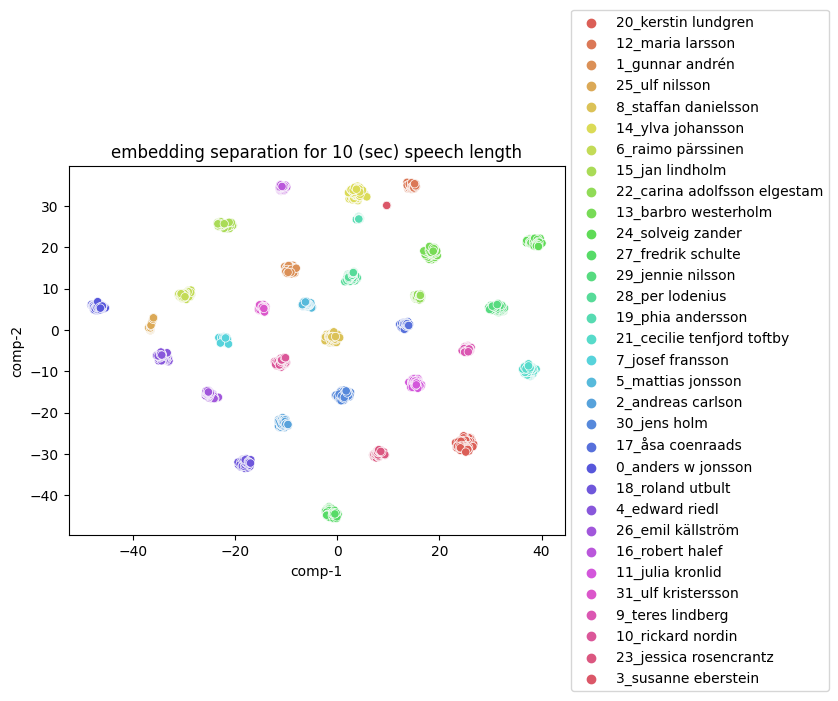 embedding separation for 10 (sec) speech length
comp-2
30
20
10
0
−10
−20
−30
−40
−40
−20
0
20
40
comp-1
20_kerstin lundgren
12_maria larsson
1_gunnar andrén
25_ulf nilsson
8_staffan danielsson
14_ylva johansson
6_raimo pärssinen
15_jan lindholm
22_carina adolfsson elgestam
13_barbro westerholm
24_solveig zander
27_fredrik schulte
29_jennie nilsson
28_per lodenius
19_phia andersson
21_cecilie tenfjord toftby
7_josef fransson
5_mattias jonsson
2_andreas carlson
30_jens holm
17_åsa coenraads
0_anders w jonsson
18_roland utbult
4_edward riedl
26_emil källström
16_robert halef
11_julia kronlid
31_ulf kristersson
9_teres lindberg
10_rickard nordin
23_jessica rosencrantz
3_susanne eberstein